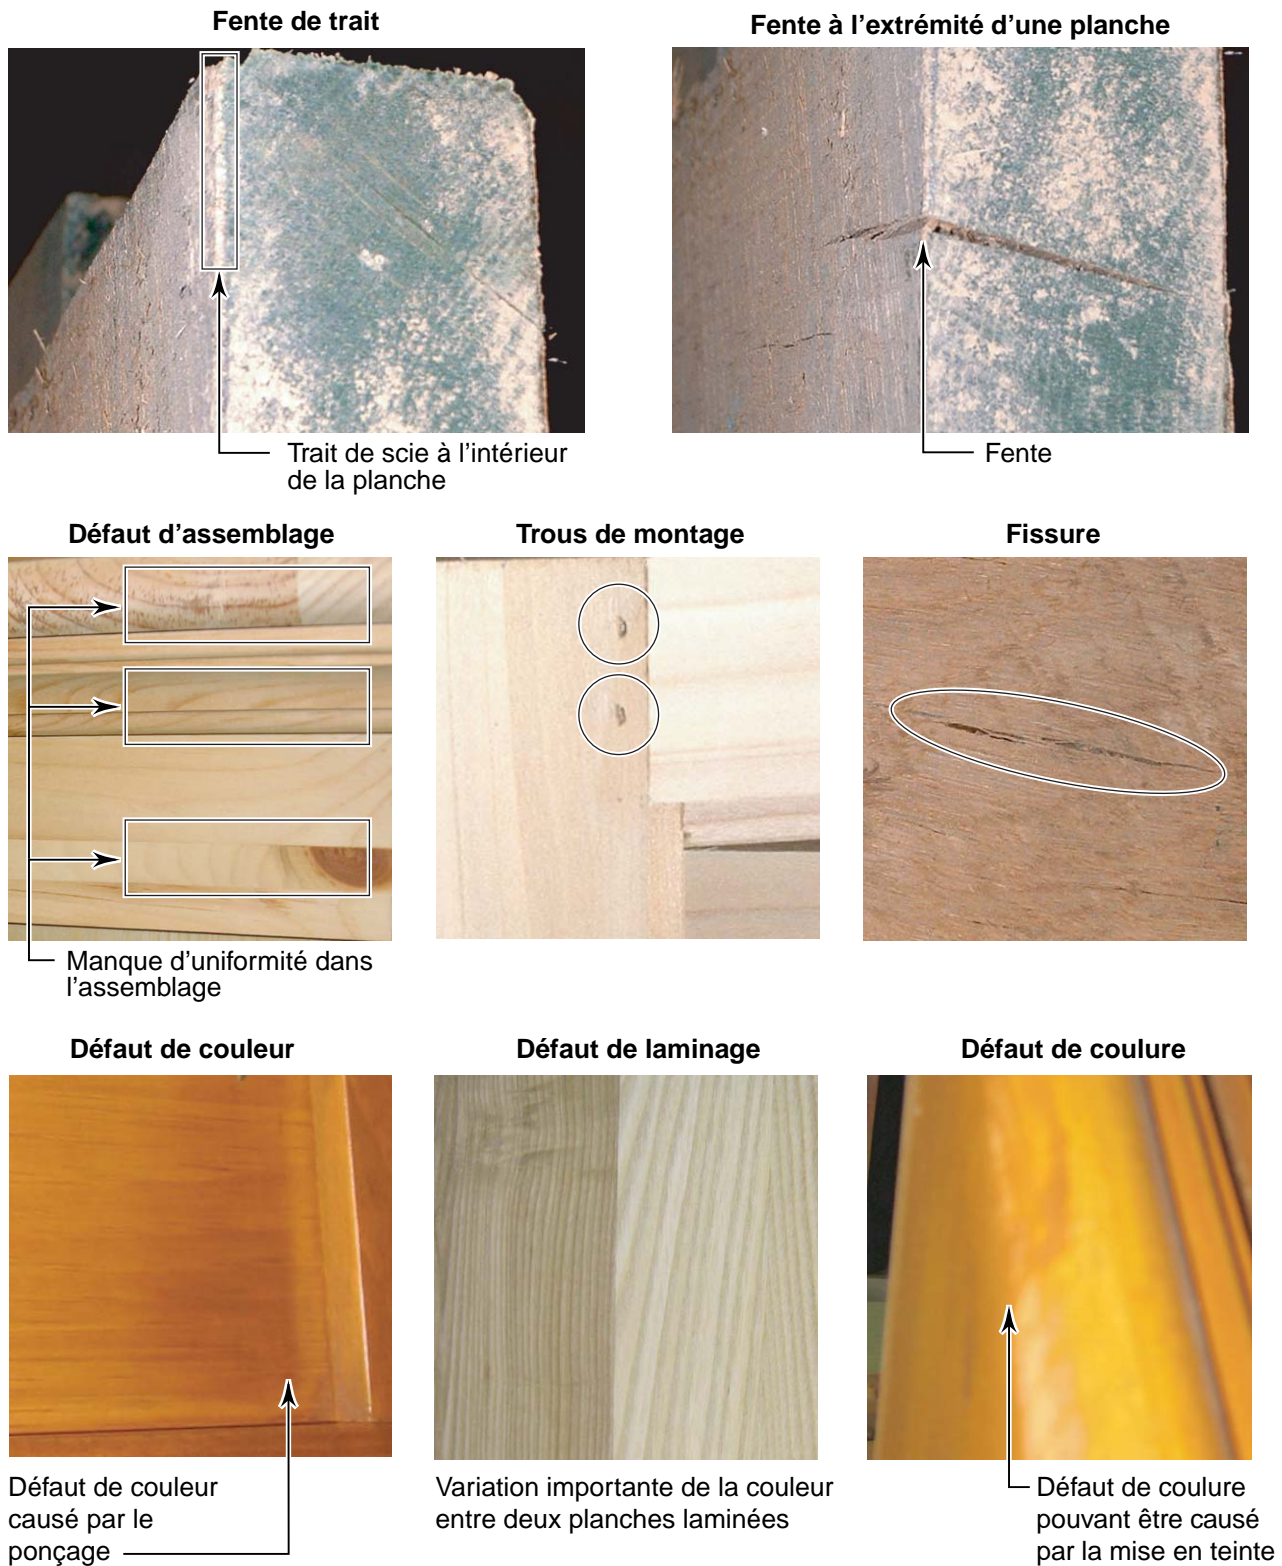 Fente de trait
Fente à l'extrémité d'une planche
Trait de scie à l'intérieur
de la planche
Fente
Défaut d'assemblage
Trous de montage
Fissure
Manque d'uniformité dans
l'assemblage
Défaut de couleur
Défaut de laminage
Défaut de coulure
Défaut de couleur
causé par le
ponçage
Variation importante de la couleur
entre deux planches laminées
Défaut de coulure
pouvant être causé
par la mise en teinte